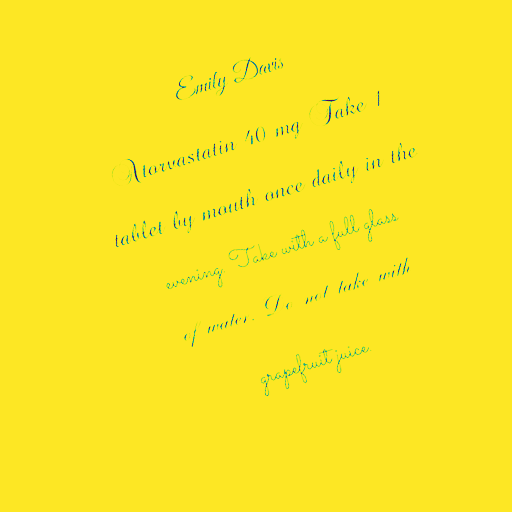 Emily Davis
Atorvastatin 40 mg Take 1
tablet by mouth once daily in the
evening Take with a full glass
of water. Do not take with
grapefruit juice